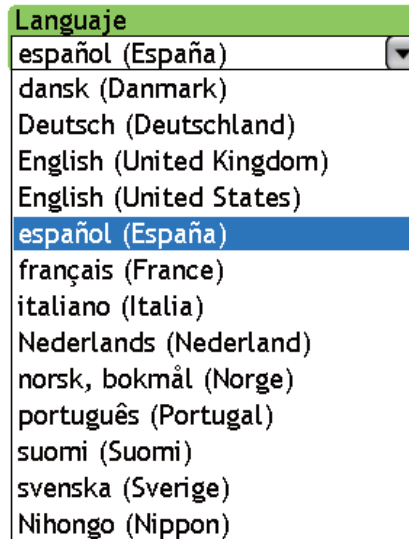 Languaje
español (España)
dansk (Danmark)
Deutsch (Deutschland)
English (United Kingdom)
English (United States)
español (España)
français (France)
italiano (Italia)
Nederlands (Nederland)
norsk, bokmål (Norge)
português (Portugal)
suomi (Suomi)
svenska (Sverige)
Nihongo (Nippon)